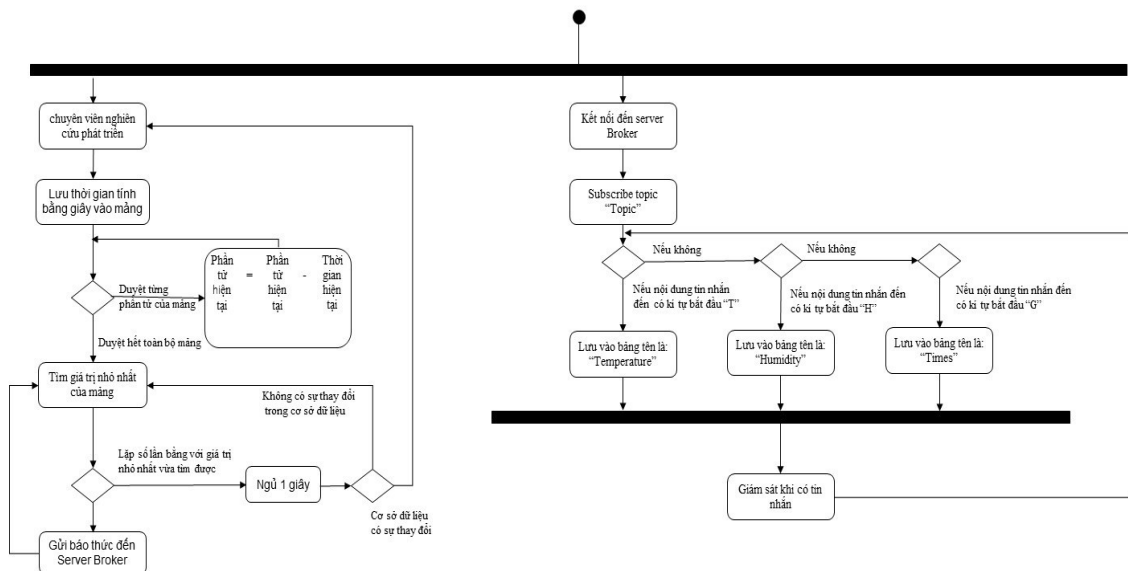 chuyên viên nghiên
cứu phát triển
Lưu thời gian tính
bằng giây vào mảng
Phần
tử
hiện
tại
=
Phần
tử
hiện
tại
-
Thời
gian
hiện
tại
Duyệt từng
phần tử của mảng
Duyệt hết toàn bộ mảng
Tìm giá trị nhỏ nhất
của mảng
Không có sự thay đổi
trong cơ sở dữ liệu
Lặp số lần bằng với giá trị
nhỏ nhất vừa tìm được
Ngủ 1 giây
Cơ sở dữ liệu
có sự thay đổi
Gửi báo thức đến
Server Broker
Kết nối đến server
Broker
Subscribe topic
“Topic”
Nếu không
Nếu không
Nếu nội dung tin nhắn
đến có kí tự bắt đầu “T”
Nếu nội dung tin nhắn đến
có kí tự bắt đầu “H”
Nếu nội dung tin nhắn đến
có kí tự bắt đầu “G”
Lưu vào bảng tên là:
“Temperature”
Lưu vào bảng tên là:
“Humidity”
Lưu vào bảng tên là:
“Times”
Giám sát khi có tin
nhắn